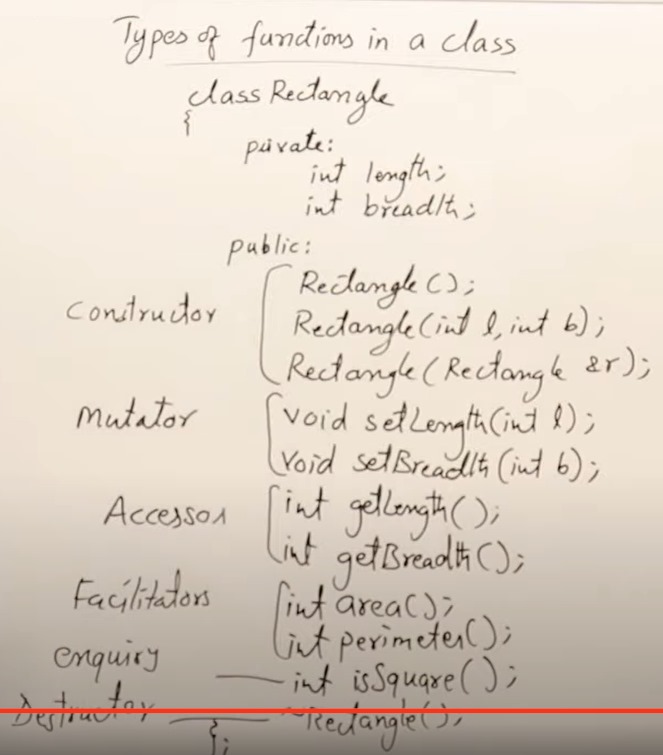 Types of functions in a class
class Rectangle
{
private:
int length;
int breadth;
public:
Constructor Rectangle();
Rectangle(int l, int b);
Rectangle(Rectangle &r);
Mutator void setLength(int l);
void setBreadth(int b);
Accessor int getLength();
int getBreadth();
Facilitators int area();
int perimeter();
enquiry int isSquare();
Destructor ~Rectangle();
};